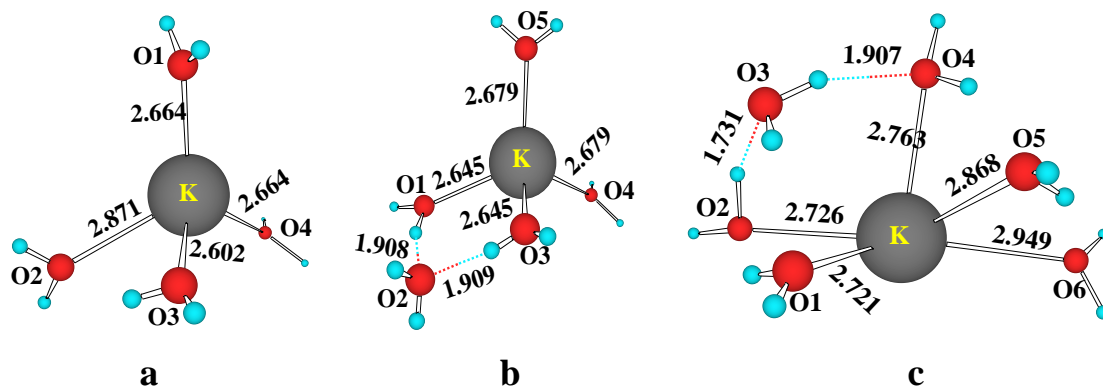 O1
2.664
K
2.664
2.871
O4
2.602
O2
O3
a
O5
2.679
K
2.679
2.645
O1
O4
2.645
1.908
O3
1.909
O2
b
1.907
O4
O3
1.731
2.763
O5
2.868
O2
2.726
K
2.949
O1
2.721
O6
c